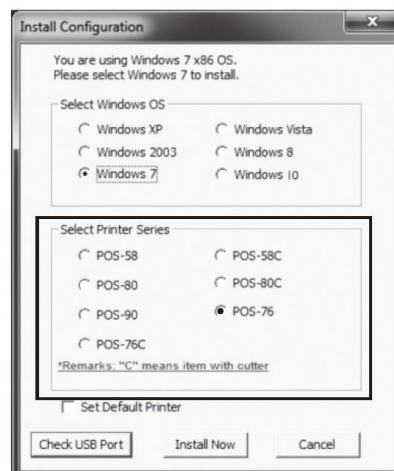 Install Configuration
x
You are using Windows 7 x86 OS.
Please select Windows 7 to install.
Select Windows OS
Windows XP
Windows Vista
Windows 2003
Windows 8
Windows 7
Windows 10
Select Printer Series
POS-58
POS-58C
POS-80
POS-80C
POS-90
POS-76
POS-76C
*Remarks: "C" means item with cutter
Set Default Printer
Check USB Port
Install Now
Cancel